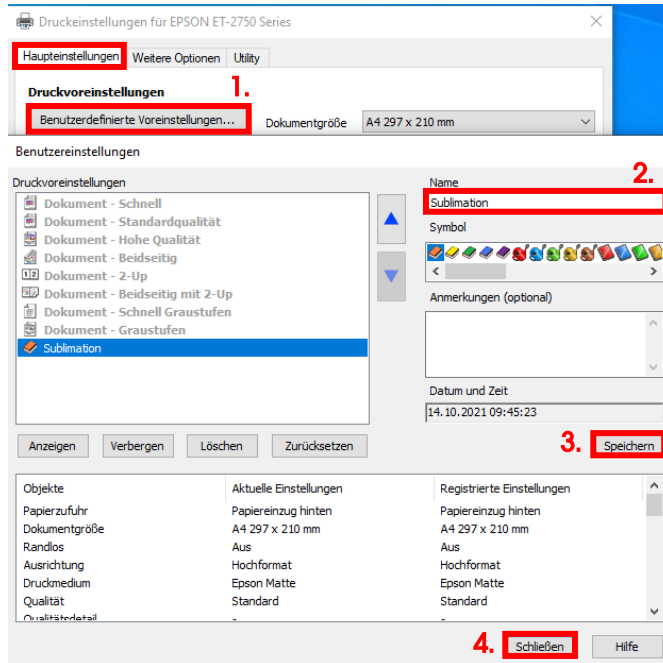 Druckeinstellungen für EPSON ET-2750 Series
Haupteinstellungen Weitere Optionen Utility
1.
Druckvoreinstellungen
Benutzerdefinierte Voreinstellungen... Dokumentgröße A4 297 x 210 mm
Benutzereinstellungen
2.
Druckvoreinstellungen
Dokument - Schnell
Dokument - Standardqualität
Dokument - Hohe Qualität
Dokument - Beidseitig
Dokument - 2-Up
Dokument - Beidseitig mit 2-Up
Dokument - Schnell Graustufen
Dokument - Graustufen
Sublimation
Name
Sublimation
Symbol
Anmerkungen (optional)
Datum und Zeit
14.10.2021 09:45:23
Anzeigen Verbergen Löschen Zurücksetzen
3. Speichern
Objekte Aktuelle Einstellungen Registrierte Einstellungen
Papierzufuhr Papiereinzug hinten Papiereinzug hinten
Dokumentgröße A4 297 x 210 mm A4 297 x 210 mm
Randlos Aus Aus
Ausrichtung Hochformat Hochformat
Druckmedium Epson Matte Epson Matte
Qualität Standard Standard
Qualitätsdetail - -
4. Schließen Hilfe